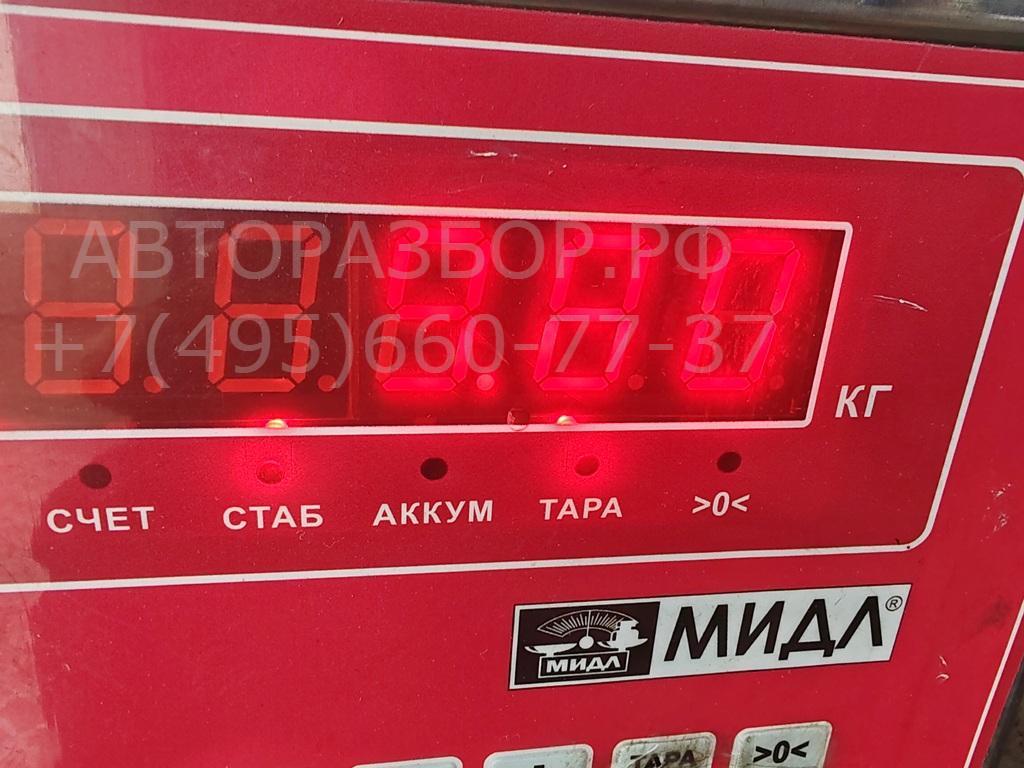 АВТОРАЗБОР.РФ
+7(495)660-77-37
КГ
СЧЕТ СТАБ АККУМ ТАРА >0<
МИДЛ МИДЛ®
ТАРА >0<